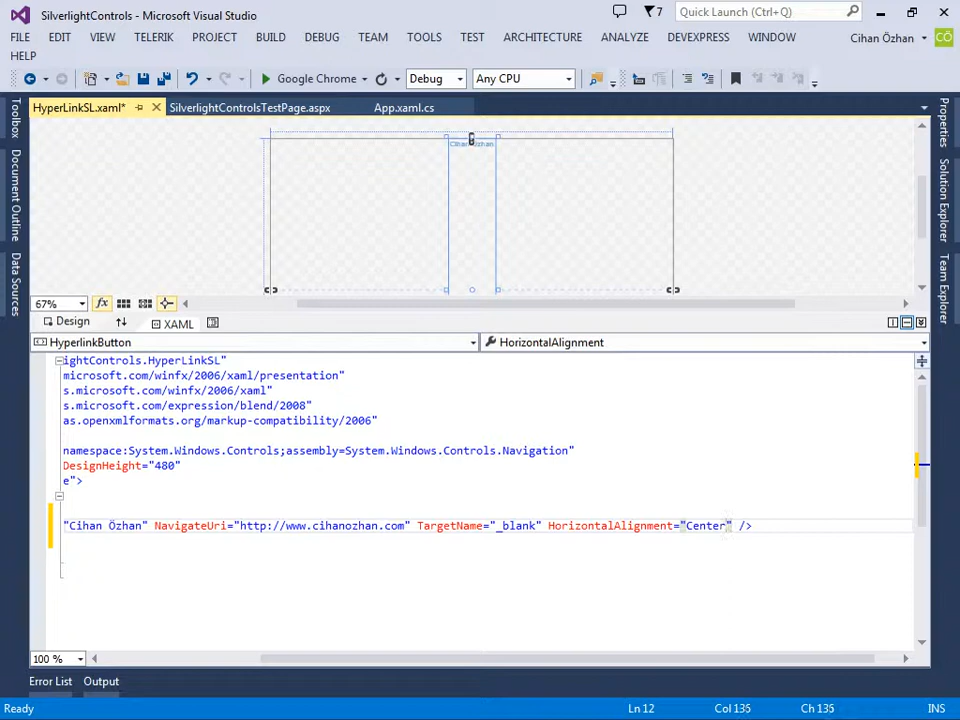 SilverlightControls - Microsoft Visual Studio
7
Quick Launch (Ctrl+Q)
FILE EDIT VIEW TELERIK PROJECT BUILD DEBUG TEAM TOOLS TEST ARCHITECTURE ANALYZE DEVEXPRESS WINDOW
Cihan Özhan
CÖ
HELP
Google Chrome
Debug
Any CPU
HyperLinkSL.xaml*
SilverlightControlsTestPage.aspx
App.xaml.cs
Toolbox
Document Outline
Data Sources
Properties
Solution Explorer
Team Explorer
67%
fx
Design
XAML
HyperlinkButton
HorizontalAlignment
ightControls.HyperLinkSL"
microsoft.com/winfx/2006/xaml/presentation"
s.microsoft.com/winfx/2006/xaml"
s.microsoft.com/expression/blend/2008"
as.openxmlformats.org/markup-compatibility/2006"
namespace:System.Windows.Controls;assembly=System.Windows.Controls.Navigation"
DesignHeight="480"
e">
"Cihan Özhan" NavigateUri="http://www.cihanozhan.com" TargetName="_blank" HorizontalAlignment="Center" />
100 %
Error List
Output
Ready
Ln 12
Col 135
Ch 135
INS